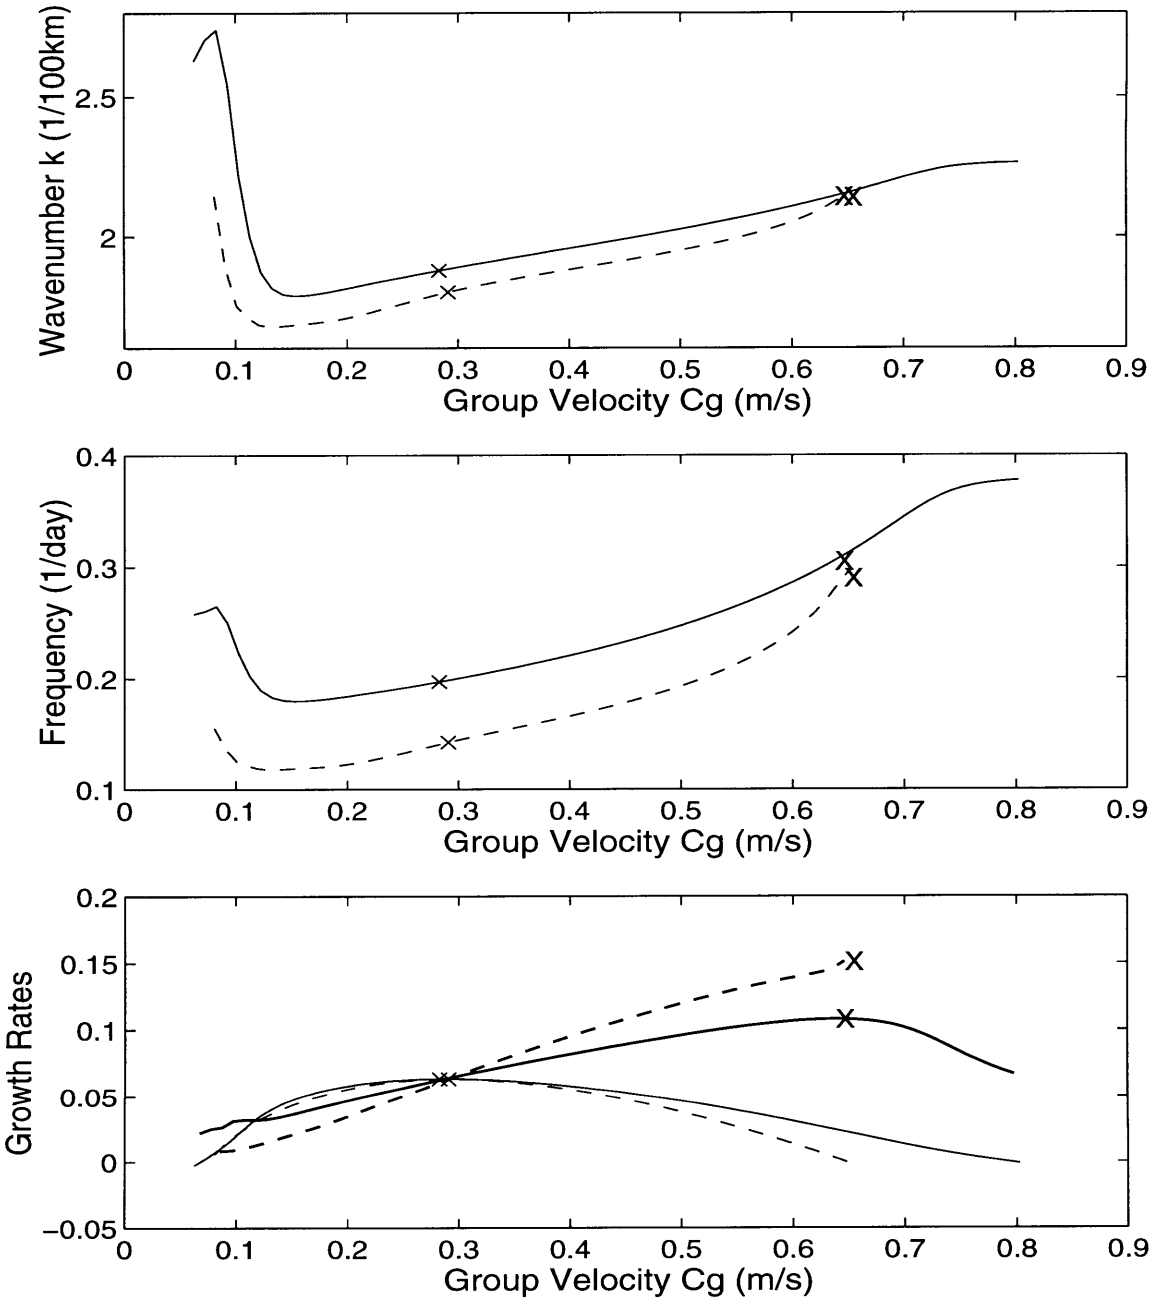 Wavenumber k (1/100km)
2.5
2
0 0.1 0.2 0.3 0.4 0.5 0.6 0.7 0.8 0.9
Group Velocity Cg (m/s)
Frequency (1/day)
0.4
0.3
0.2
0.1
0 0.1 0.2 0.3 0.4 0.5 0.6 0.7 0.8 0.9
Group Velocity Cg (m/s)
Growth Rates
0.2
0.15
0.1
0.05
0
−0.05
0 0.1 0.2 0.3 0.4 0.5 0.6 0.7 0.8 0.9
Group Velocity Cg (m/s)